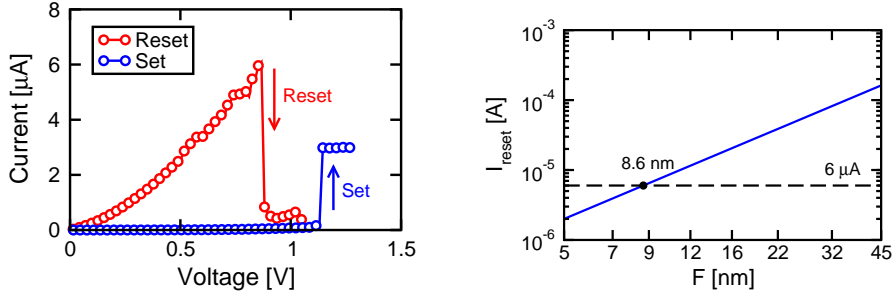 8
6
4
2
0
Current [µA]
Reset
Set
Reset
Set
0
0.5
1
1.5
Voltage [V]
10^-3
10^-4
10^-5
10^-6
I_reset [A]
8.6 nm
6 µA
5
7
9
12
16
22
32
45
F [nm]